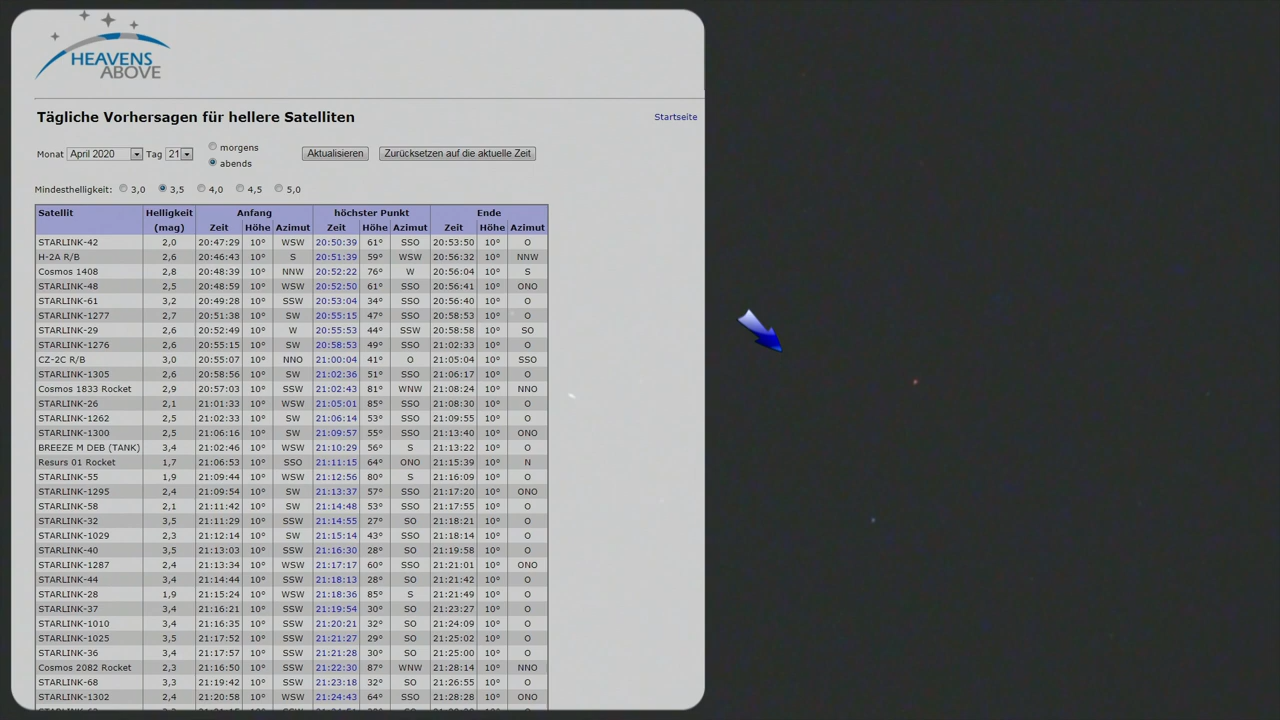 HEAVENS
ABOVE
Tägliche Vorhersagen für hellere Satelliten
Startseite
Monat April 2020 Tag 21 morgens abends Aktualisieren Zurücksetzen auf die aktuelle Zeit
Mindesthelligkeit: 3,0 3,5 4,0 4,5 5,0
Satellit Helligkeit Anfang höchster Punkt Ende
(mag) Zeit Höhe Azimut Zeit Höhe Azimut Zeit Höhe Azimut
STARLINK-42 2,0 20:47:29 10° WSW 20:50:39 61° SSO 20:53:50 10° O
H-2A R/B 2,6 20:46:43 10° S 20:51:39 59° WSW 20:56:32 10° NNW
Cosmos 1408 2,8 20:48:39 10° NNW 20:52:22 76° W 20:56:04 10° S
STARLINK-48 2,5 20:48:59 10° WSW 20:52:50 61° SSO 20:56:41 10° ONO
STARLINK-61 3,2 20:49:28 10° SSW 20:53:04 34° SSO 20:56:40 10° O
STARLINK-1277 2,7 20:51:38 10° SW 20:55:15 47° SSO 20:58:53 10° O
STARLINK-29 2,6 20:52:49 10° W 20:55:53 44° SSW 20:58:58 10° SO
STARLINK-1276 2,6 20:55:15 10° SW 20:58:53 49° SSO 21:02:33 10° O
CZ-2C R/B 3,0 20:55:07 10° NNO 21:00:04 41° O 21:05:04 10° SSO
STARLINK-1305 2,6 20:58:56 10° SW 21:02:36 51° SSO 21:06:17 10° O
Cosmos 1833 Rocket 2,9 20:57:03 10° SSW 21:02:43 81° WNW 21:08:24 10° NNO
STARLINK-26 2,1 21:01:33 10° WSW 21:05:01 85° SSO 21:08:30 10° O
STARLINK-1262 2,5 21:02:33 10° SW 21:06:14 53° SSO 21:09:55 10° O
STARLINK-1300 2,5 21:06:16 10° SW 21:09:57 55° SSO 21:13:40 10° ONO
BREEZE M DEB (TANK) 3,4 21:02:46 10° WSW 21:10:29 56° S 21:13:22 10° O
Resurs 01 Rocket 1,7 21:06:53 10° SSO 21:11:15 64° ONO 21:15:39 10° N
STARLINK-55 1,9 21:09:44 10° WSW 21:12:56 80° S 21:16:09 10° O
STARLINK-1295 2,4 21:09:54 10° SW 21:13:37 57° SSO 21:17:20 10° ONO
STARLINK-58 2,1 21:11:42 10° SW 21:14:48 53° SSO 21:17:55 10° O
STARLINK-32 3,5 21:11:29 10° SSW 21:14:55 27° SO 21:18:21 10° O
STARLINK-1029 2,3 21:12:14 10° SW 21:15:14 43° SSO 21:18:14 10° O
STARLINK-40 3,5 21:13:03 10° SSW 21:16:30 28° SO 21:19:58 10° O
STARLINK-1287 2,4 21:13:34 10° WSW 21:17:17 60° SSO 21:21:01 10° ONO
STARLINK-44 3,4 21:14:44 10° SSW 21:18:13 28° SO 21:21:42 10° O
STARLINK-28 1,9 21:15:24 10° WSW 21:18:36 85° S 21:21:49 10° O
STARLINK-37 3,4 21:16:21 10° SSW 21:19:54 30° SO 21:23:27 10° O
STARLINK-1010 3,4 21:16:35 10° SSW 21:20:21 32° SO 21:24:09 10° O
STARLINK-1025 3,5 21:17:52 10° SSW 21:21:27 29° SO 21:25:02 10° O
STARLINK-36 3,4 21:17:57 10° SSW 21:21:28 30° SO 21:25:00 10° O
Cosmos 2082 Rocket 2,3 21:16:50 10° SSW 21:22:30 87° WNW 21:28:14 10° NNO
STARLINK-68 3,3 21:19:42 10° SSW 21:23:18 32° SO 21:26:55 10° O
STARLINK-1302 2,4 21:20:58 10° WSW 21:24:43 64° SSO 21:28:28 10° ONO